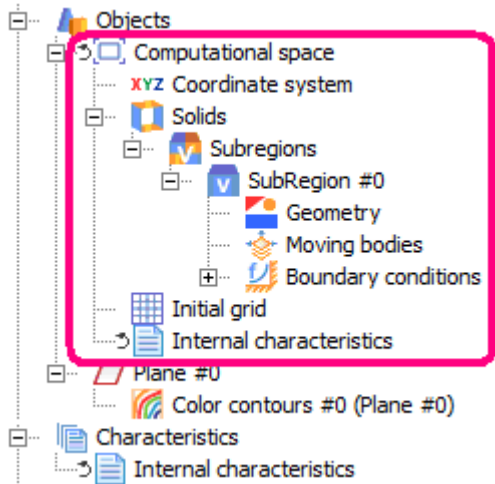 Objects
Computational space
XYZ Coordinate system
Solids
Subregions
V SubRegion #0
Geometry
Moving bodies
Boundary conditions
Initial grid
Internal characteristics
Plane #0
Color contours #0 (Plane #0)
Characteristics
Internal characteristics